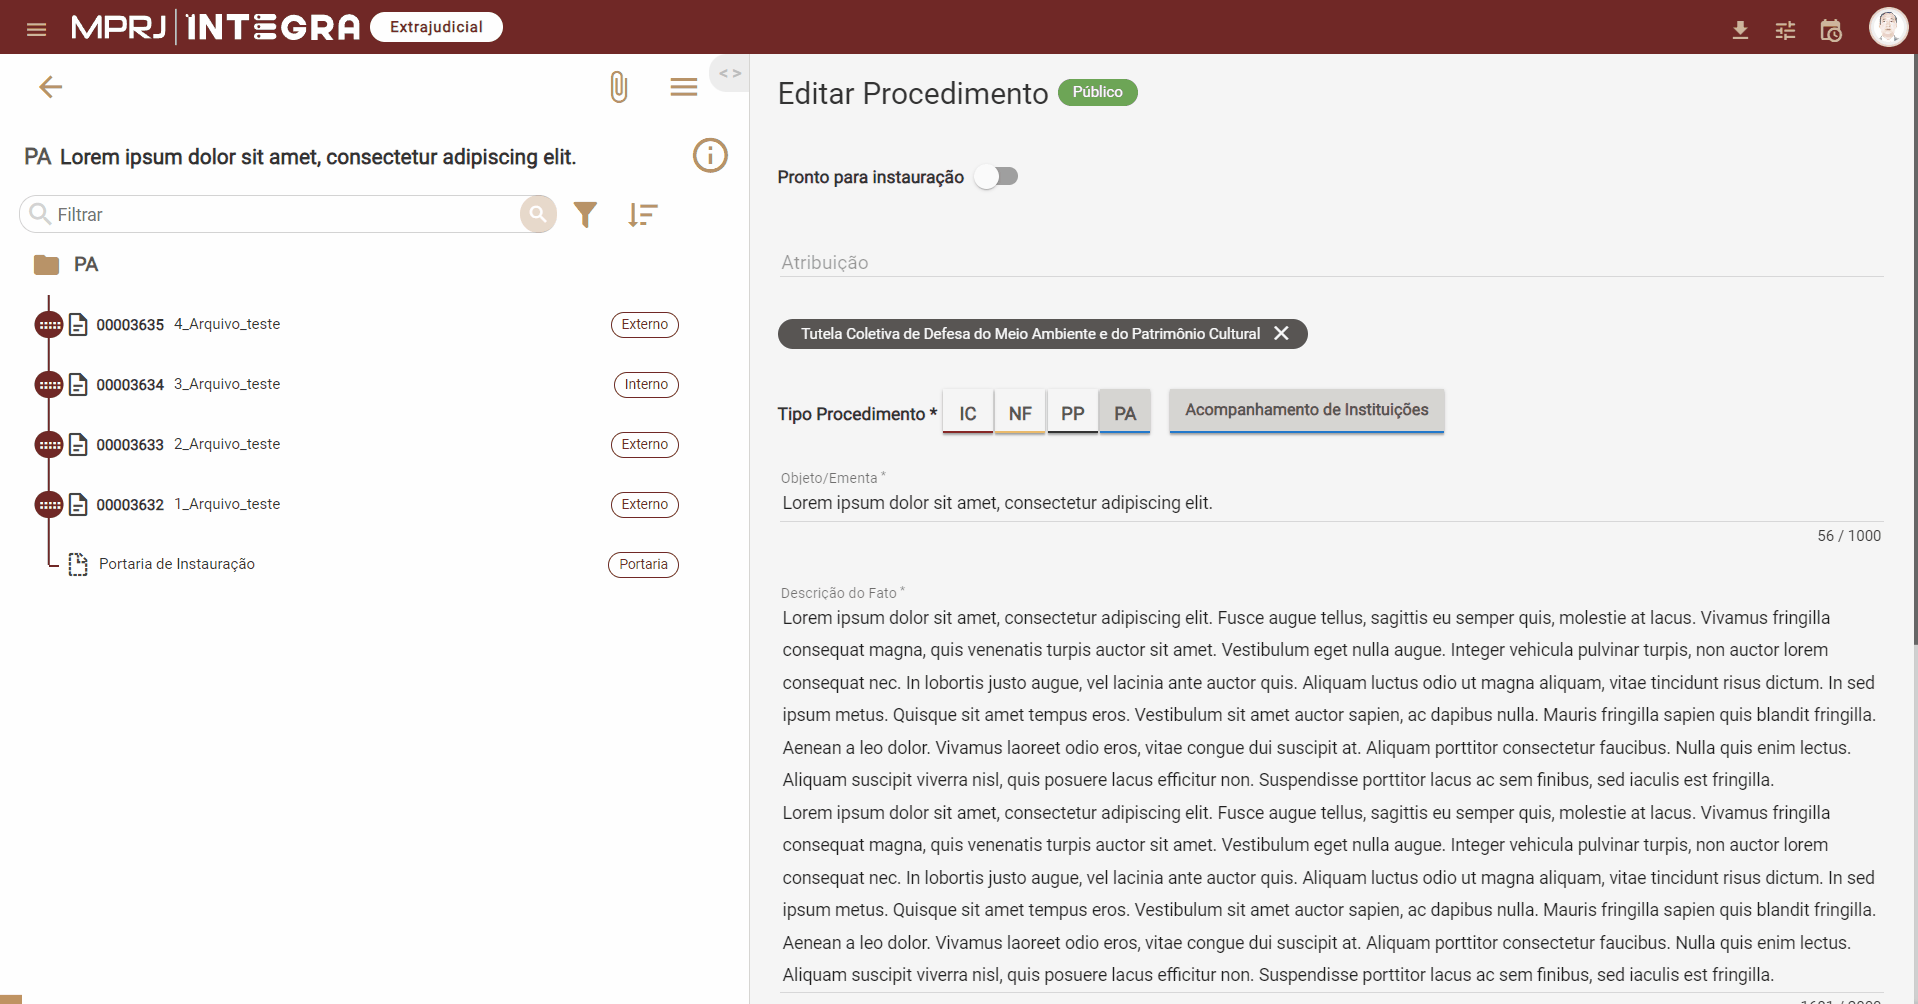 MPRJ INTEGRA Extrajudicial
< >
PA Lorem ipsum dolor sit amet, consectetur adipiscing elit.
Filtrar
PA
00003635 4_Arquivo_teste Externo
00003634 3_Arquivo_teste Interno
00003633 2_Arquivo_teste Externo
00003632 1_Arquivo_teste Externo
Portaria de Instauração Portaria
Editar Procedimento Público
Pronto para instauração
Atribuição
Tutela Coletiva de Defesa do Meio Ambiente e do Patrimônio Cultural
Tipo Procedimento * IC NF PP PA Acompanhamento de Instituições
Objeto/Ementa *
Lorem ipsum dolor sit amet, consectetur adipiscing elit.
56 / 1000
Descrição do Fato *
Lorem ipsum dolor sit amet, consectetur adipiscing elit. Fusce augue tellus, sagittis eu semper quis, molestie at lacus. Vivamus fringilla
consequat magna, quis venenatis turpis auctor sit amet. Vestibulum eget nulla augue. Integer vehicula pulvinar turpis, non auctor lorem
consequat nec. In lobortis justo augue, vel lacinia ante auctor quis. Aliquam luctus odio ut magna aliquam, vitae tincidunt risus dictum. In sed
ipsum metus. Quisque sit amet tempus eros. Vestibulum sit amet auctor sapien, ac dapibus nulla. Mauris fringilla sapien quis blandit fringilla.
Aenean a leo dolor. Vivamus laoreet odio eros, vitae congue dui suscipit at. Aliquam porttitor consectetur faucibus. Nulla quis enim lectus.
Aliquam suscipit viverra nisl, quis posuere lacus efficitur non. Suspendisse porttitor lacus ac sem finibus, sed iaculis est fringilla.
Lorem ipsum dolor sit amet, consectetur adipiscing elit. Fusce augue tellus, sagittis eu semper quis, molestie at lacus. Vivamus fringilla
consequat magna, quis venenatis turpis auctor sit amet. Vestibulum eget nulla augue. Integer vehicula pulvinar turpis, non auctor lorem
consequat nec. In lobortis justo augue, vel lacinia ante auctor quis. Aliquam luctus odio ut magna aliquam, vitae tincidunt risus dictum. In sed
ipsum metus. Quisque sit amet tempus eros. Vestibulum sit amet auctor sapien, ac dapibus nulla. Mauris fringilla sapien quis blandit fringilla.
Aenean a leo dolor. Vivamus laoreet odio eros, vitae congue dui suscipit at. Aliquam porttitor consectetur faucibus. Nulla quis enim lectus.
Aliquam suscipit viverra nisl, quis posuere lacus efficitur non. Suspendisse porttitor lacus ac sem finibus, sed iaculis est fringilla.